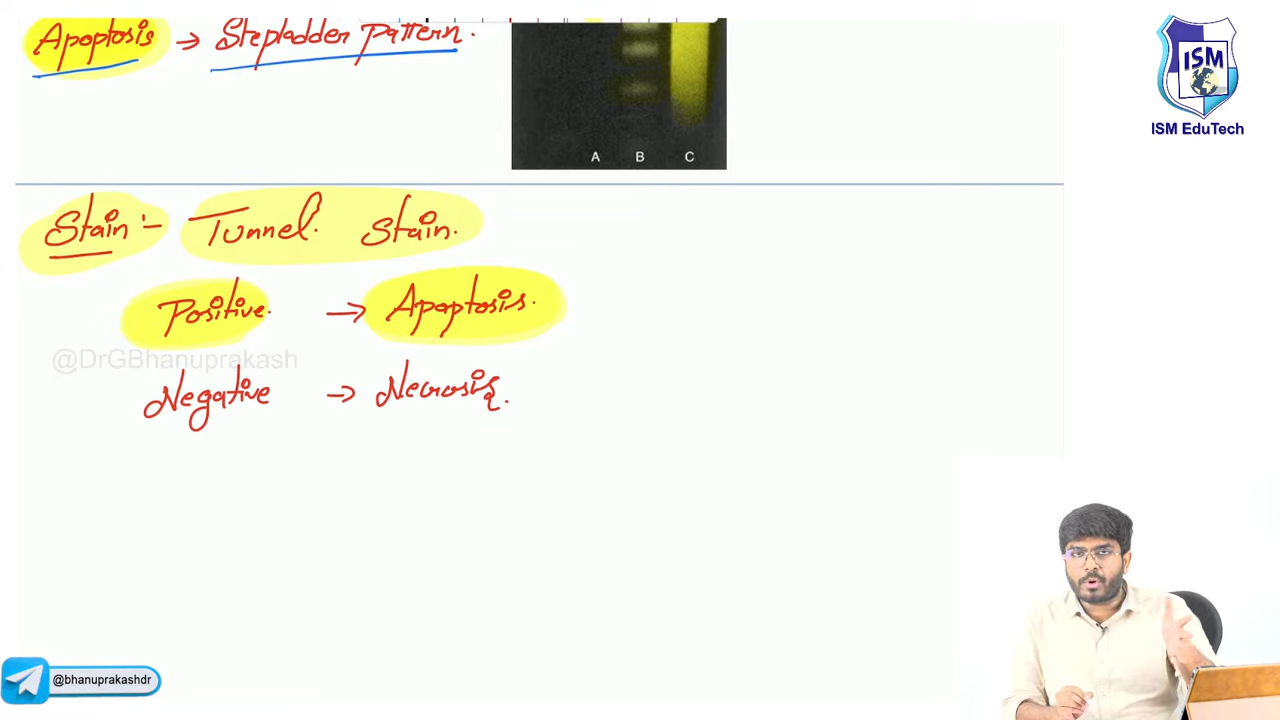 Apoptosis → Stepladder Pattern.
ISM
ISM EduTech
A B C
Stain :- Tunnel Stain.
Positive. → Apoptosis.
@DrGBhanuprakash
Negative → Necrosis.
@bhanuprakashdr